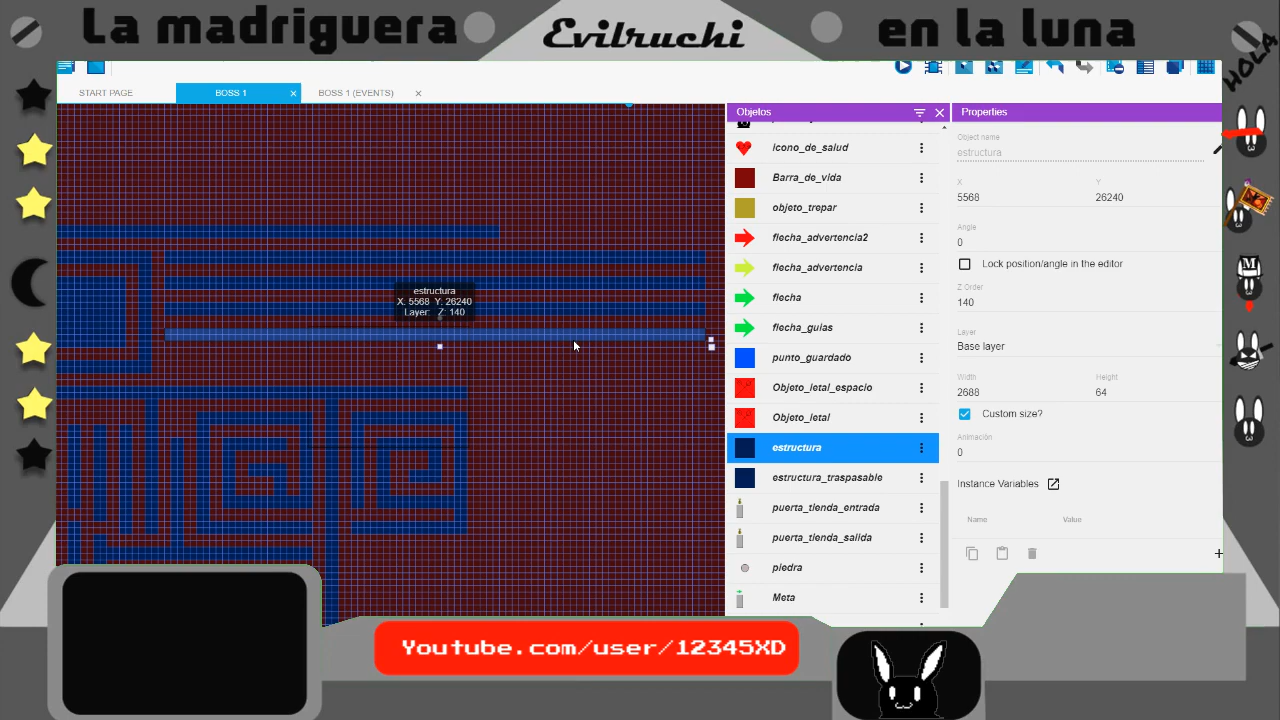 La madriguera Evilruchi en la luna
HOLA
START PAGE
BOSS 1
BOSS 1 (EVENTS)
Objetos
Properties
icono_de_salud
Barra_de_vida
objeto_trepar
flecha_advertencia2
flecha_advertencia
flecha
flecha_guias
punto_guardado
Objeto_letal_espacio
Objeto_letal
estructura
estructura_traspasable
puerta_tienda_entrada
puerta_tienda_salida
piedra
Meta
Object name
estructura
X Y
5568 26240
Angle
0
Lock position/angle in the editor
Z Order
140
Layer
Base layer
Width Height
2688 64
Custom size?
Animación
0
Instance Variables
Name Value
estructura
X: 5568 Y: 26240
Layer: Z: 140
M
Youtube.com/user/12345XD